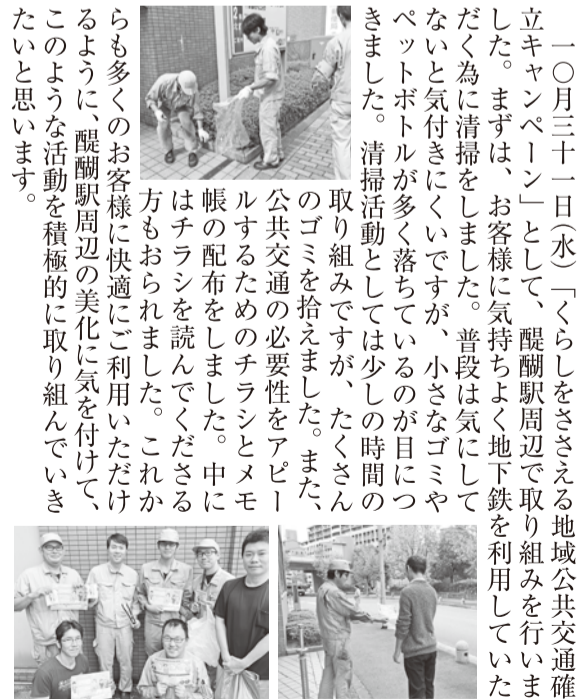 一〇月三十一日(水)「くらしをささえる地域公共交通確
立キャンペーン」として、醍醐駅周辺で取り組みを行いま
した。まずは、お客様に気持ちよく地下鉄を利用していた
だく為に清掃をしました。普段は気にして
ないと気付きにくいですが、小さなゴミや
ペットボトルが多く落ちているのが目につ
きました。清掃活動としては少しの時間の
取り組みですが、たくさん
のゴミを拾えました。また、
公共交通の必要性をアピー
ルするためのチラシとメモ
帳の配布をしました。中に
はチラシを読んでくださる
方もおられました。これか
らも多くのお客様に快適にご利用いただけ
るように、醍醐駅周辺の美化に気を付けて、
このような活動を積極的に取り組んでいき
たいと思います。